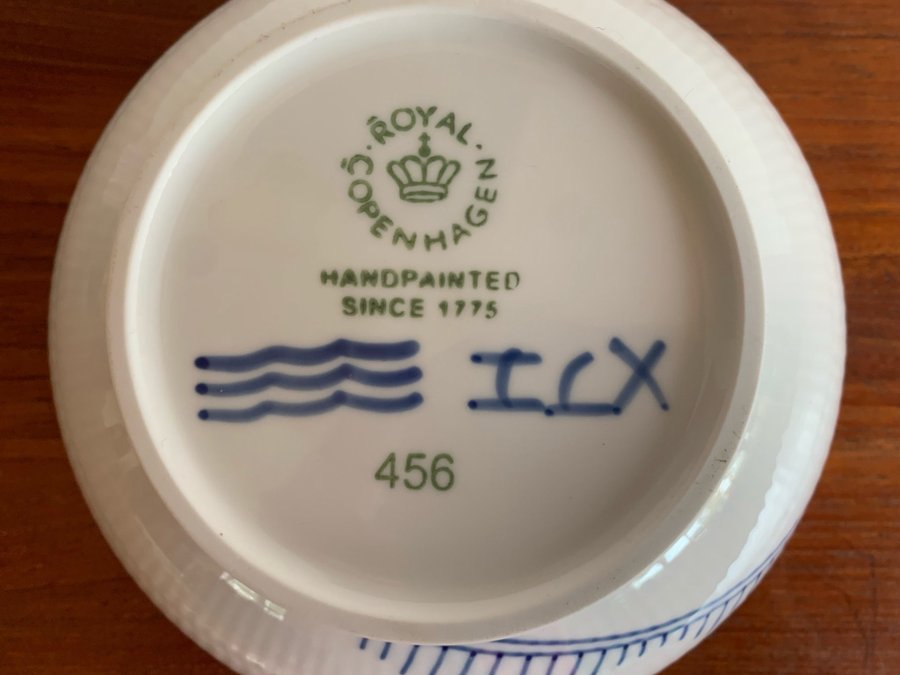 ROYAL COPENHAGEN
HANDPAINTED
SINCE 1775
456